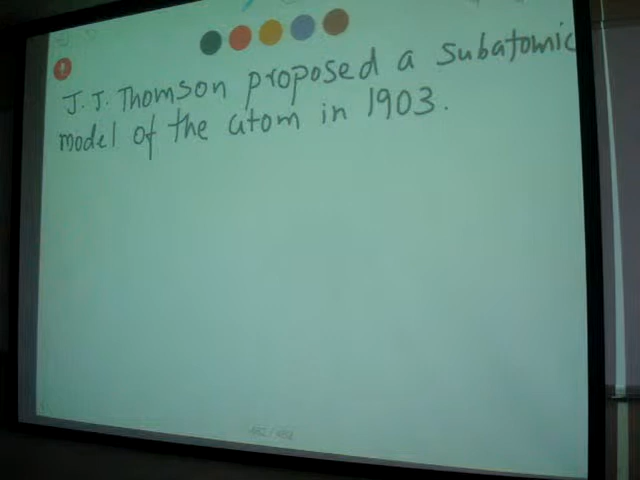 J. J. Thomson proposed a subatomic
model of the atom in 1903.